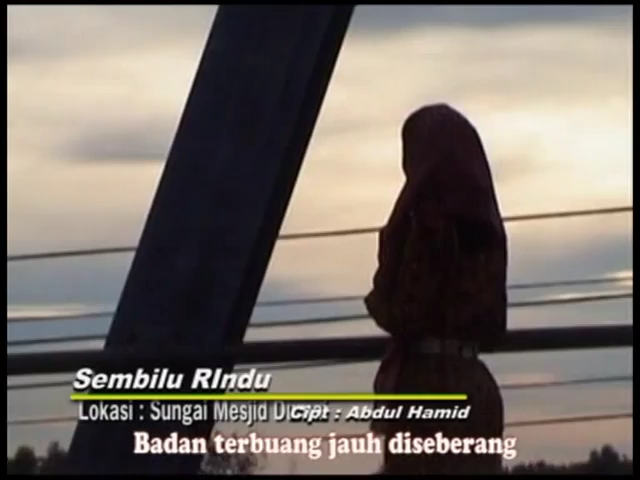 Sembilu RIndu
Lokasi : Sungai Mesjid
Cipt : Abdul Hamid
Badan terbuang jauh diseberang